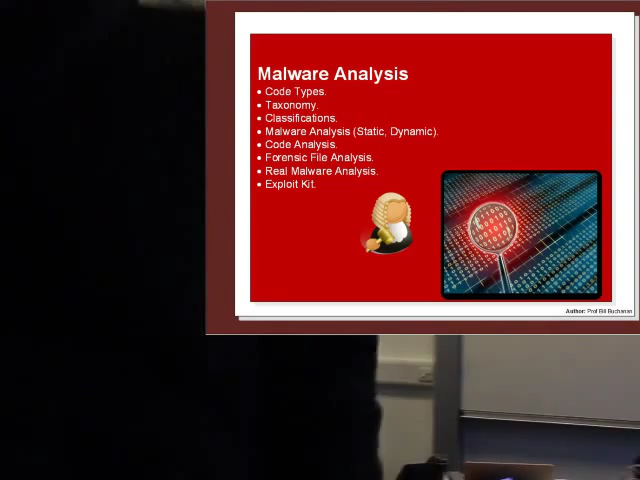 Malware Analysis
• Code Types.
• Taxonomy.
• Classifications.
• Malware Analysis (Static, Dynamic).
• Code Analysis.
• Forensic File Analysis.
• Real Malware Analysis.
• Exploit Kit.
Author: Prof Bill Buchanan